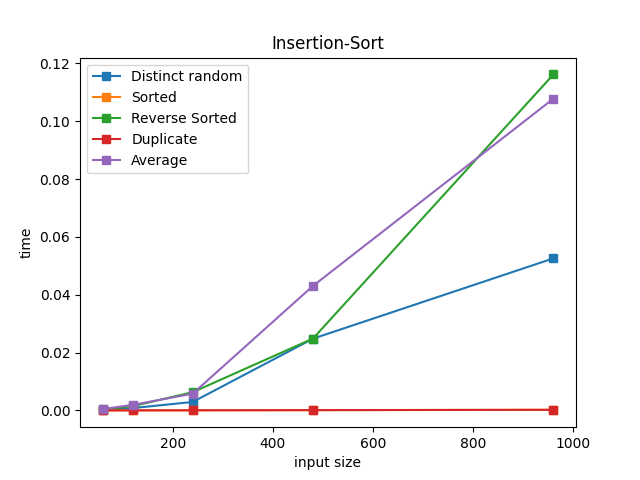 Insertion-Sort
Distinct random
Sorted
Reverse Sorted
Duplicate
Average
0.12
0.10
0.08
0.06
0.04
0.02
0.00
time
200
400
600
800
1000
input size